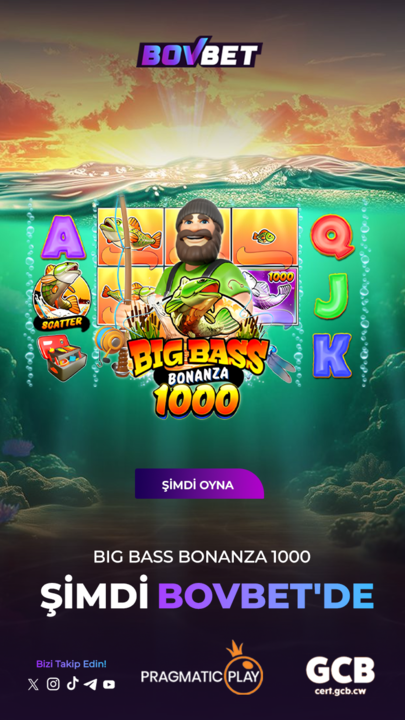 BOVBET
A
Q
1000
SCATTER
J
K
BIG BASS
BONANZA
1000
ŞİMDİ OYNA
BIG BASS BONANZA 1000
ŞİMDİ BOVBET'DE
Bizi Takip Edin!
PRAGMATIC PLAY
GCB
cert.gcb.cw